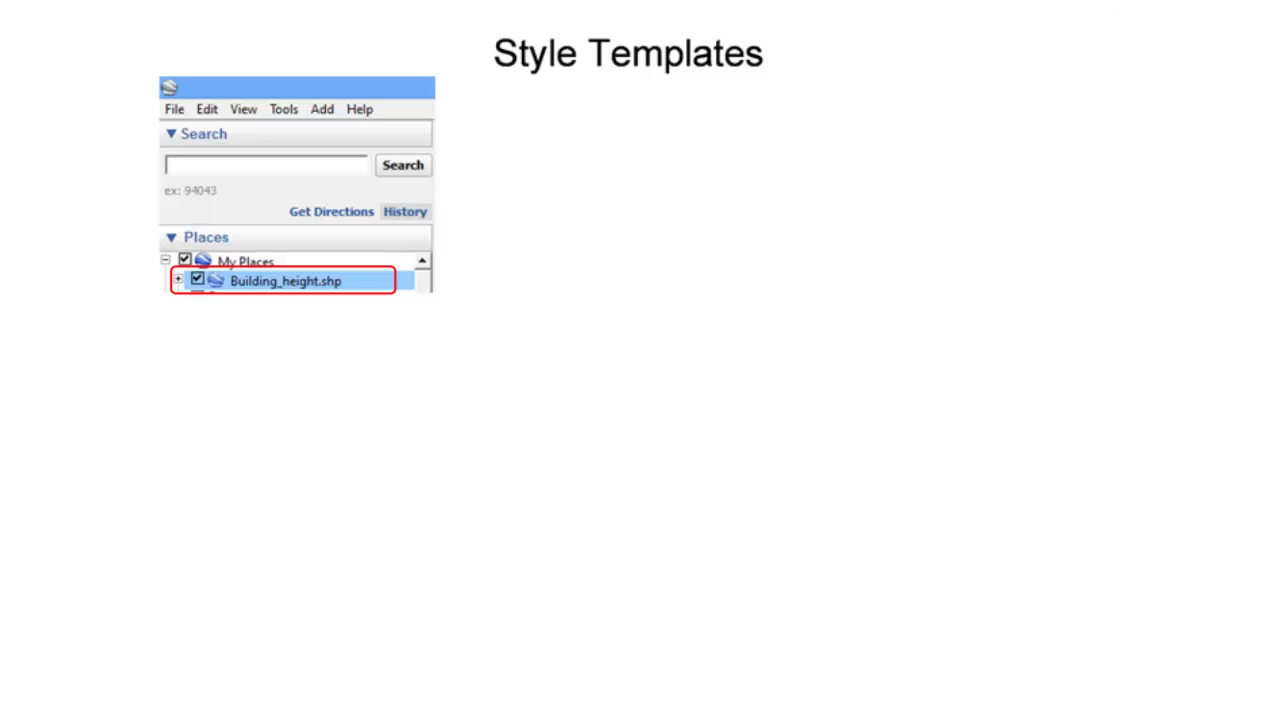 Style Templates
File Edit View Tools Add Help
Search
Search
ex: 94043
Get Directions History
Places
My Places
Building_height.shp